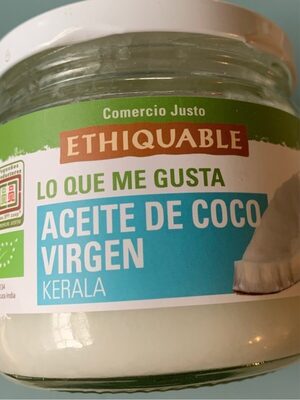 Comercio Justo
ETHIQUABLE
LO QUE ME GUSTA
ACEITE DE COCO
VIRGEN
KERALA